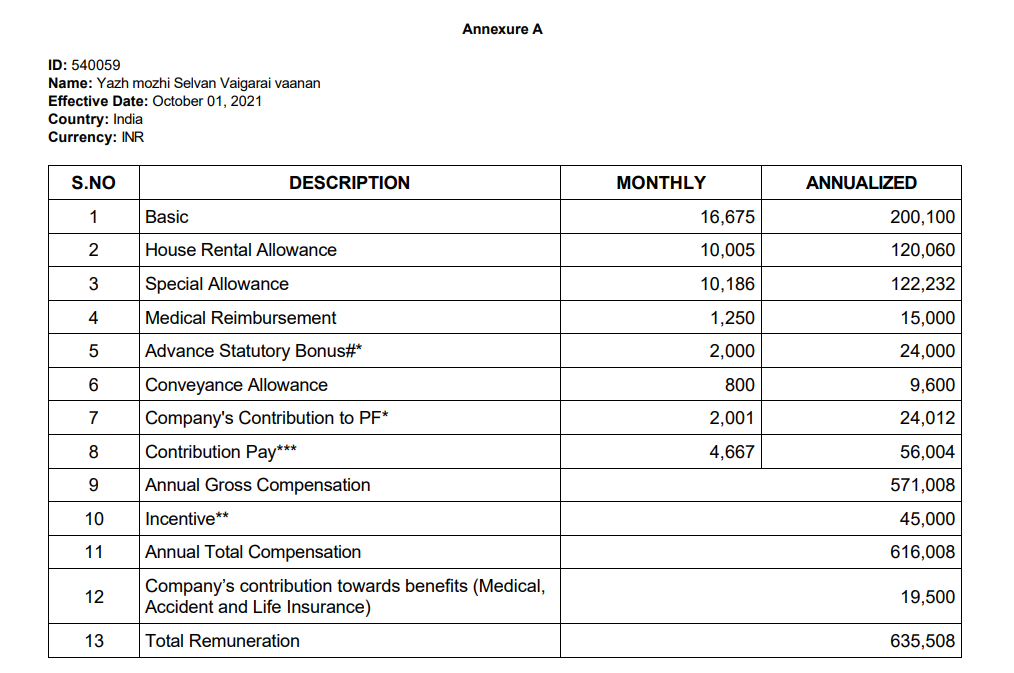 Annexure A
ID: 540059
Name: Yazh mozhi Selvan Vaigarai vaanan
Effective Date: October 01, 2021
Country: India
Currency: INR
S.NO DESCRIPTION MONTHLY ANNUALIZED
1 Basic 16,675 200,100
2 House Rental Allowance 10,005 120,060
3 Special Allowance 10,186 122,232
4 Medical Reimbursement 1,250 15,000
5 Advance Statutory Bonus#* 2,000 24,000
6 Conveyance Allowance 800 9,600
7 Company's Contribution to PF* 2,001 24,012
8 Contribution Pay*** 4,667 56,004
9 Annual Gross Compensation 571,008
10 Incentive** 45,000
11 Annual Total Compensation 616,008
12 Company’s contribution towards benefits (Medical,
Accident and Life Insurance) 19,500
13 Total Remuneration 635,508